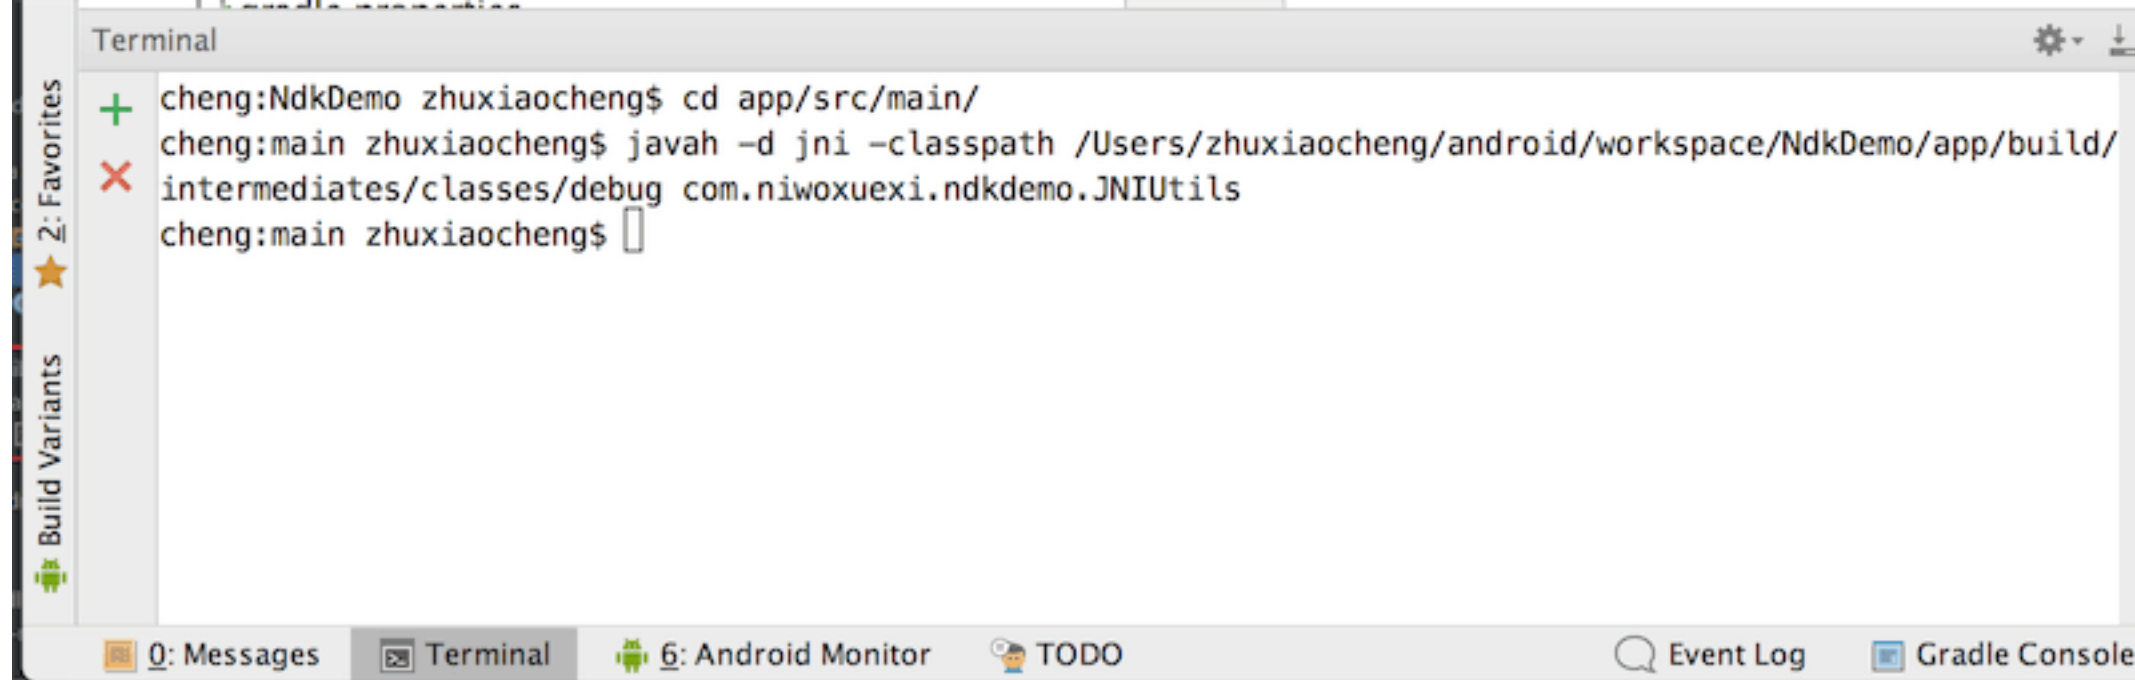 gradle.properties
Terminal
cheng:NdkDemo zhuxiaocheng$ cd app/src/main/
cheng:main zhuxiaocheng$ javah -d jni -classpath /Users/zhuxiaocheng/android/workspace/NdkDemo/app/build/
intermediates/classes/debug com.niwoxuexi.ndkdemo.JNIUtils
cheng:main zhuxiaocheng$
2: Favorites
Build Variants
0: Messages Terminal 6: Android Monitor TODO Event Log Gradle Console